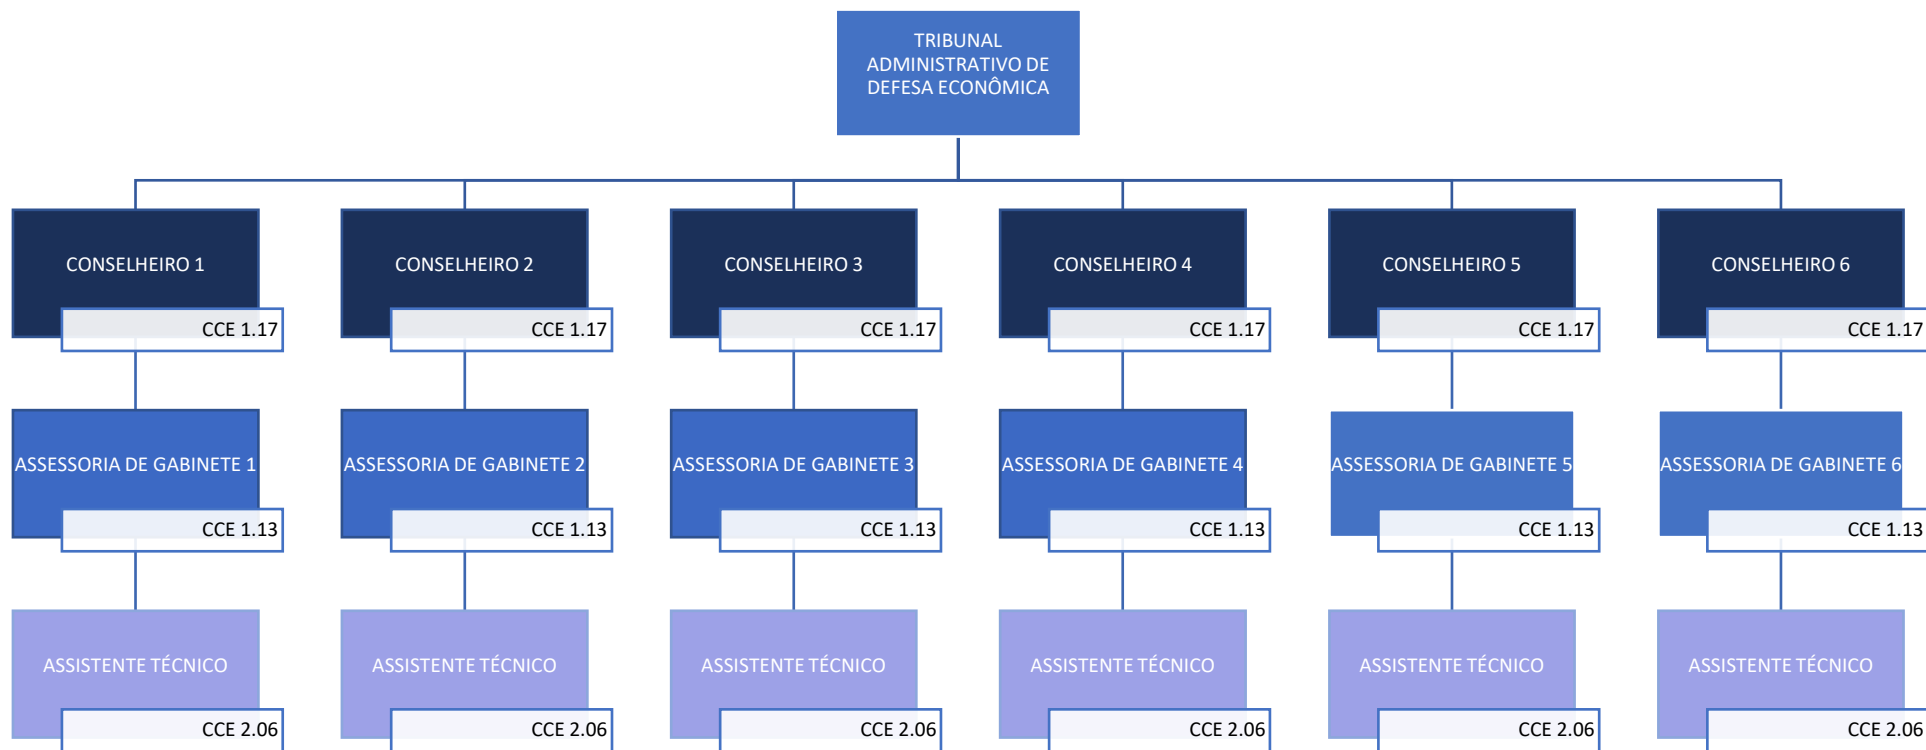 TRIBUNAL
ADMINISTRATIVO DE
DEFESA ECONÔMICA
CONSELHEIRO 1
CONSELHEIRO 2
CONSELHEIRO 3
CONSELHEIRO 4
CONSELHEIRO 5
CONSELHEIRO 6
CCE 1.17
CCE 1.17
CCE 1.17
CCE 1.17
CCE 1.17
CCE 1.17
ASSESSORIA DE GABINETE 1
ASSESSORIA DE GABINETE 2
ASSESSORIA DE GABINETE 3
ASSESSORIA DE GABINETE 4
ASSESSORIA DE GABINETE 5
ASSESSORIA DE GABINETE 6
CCE 1.13
CCE 1.13
CCE 1.13
CCE 1.13
CCE 1.13
CCE 1.13
ASSISTENTE TÉCNICO
ASSISTENTE TÉCNICO
ASSISTENTE TÉCNICO
ASSISTENTE TÉCNICO
ASSISTENTE TÉCNICO
ASSISTENTE TÉCNICO
CCE 2.06
CCE 2.06
CCE 2.06
CCE 2.06
CCE 2.06
CCE 2.06